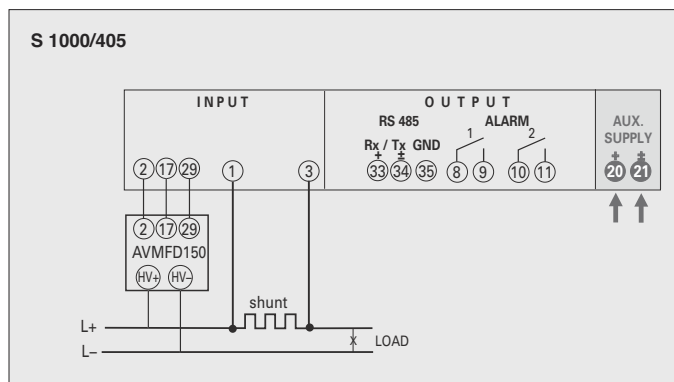 S 1000/405
INPUT
OUTPUT
RS 485
ALARM
AUX.
SUPPLY
Rx / Tx GND
1
2
+
±
+
±
2
17
29
1
3
33
34
35
8
9
10
11
20
21
2
17
29
AVMFD150
HV+
HV–
shunt
L+
X
LOAD
L–